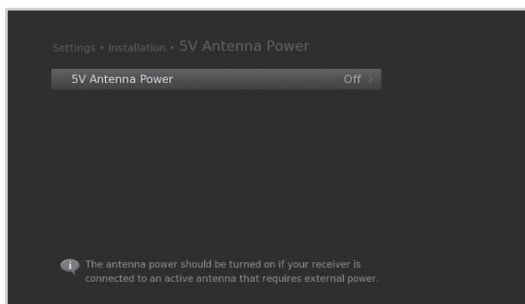 Settings • Installation • 5V Antenna Power
5V Antenna Power Off >
The antenna power should be turned on if your receiver is
connected to an active antenna that requires external power.